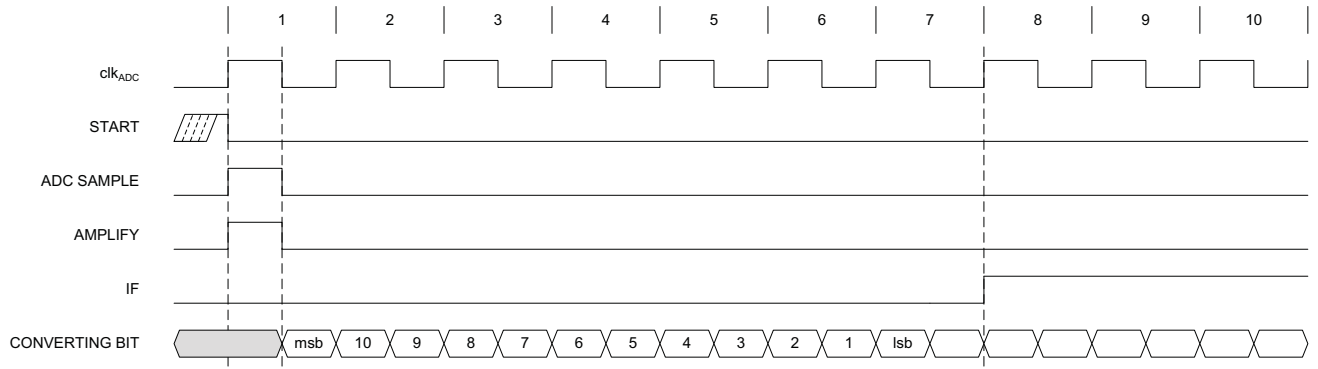 1 2 3 4 5 6 7 8 9 10
clkADC
START
ADC SAMPLE
AMPLIFY
IF
CONVERTING BIT msb 10 9 8 7 6 5 4 3 2 1 lsb